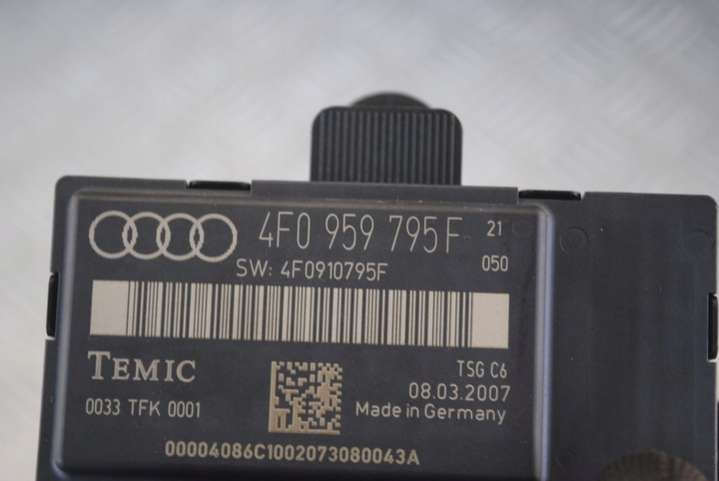 4F0 959 795F 21
SW: 4F0910795F 050
TEMIC TSG C6
08.03.2007
0033 TFK 0001 Made in Germany
00004086C1002073080043A